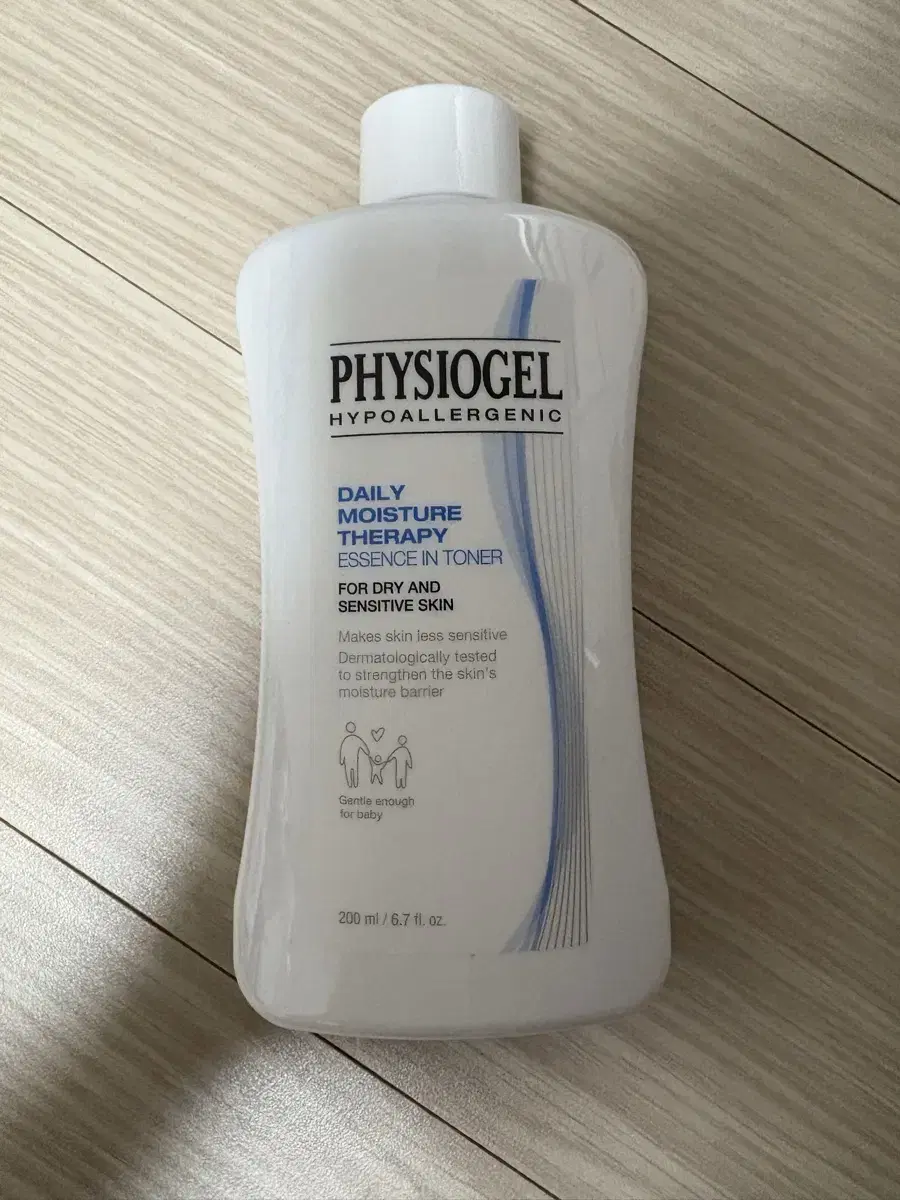 PHYSIOGEL
HYPOALLERGENIC
DAILY
MOISTURE
THERAPY
ESSENCE IN TONER
FOR DRY AND
SENSITIVE SKIN
Makes skin less sensitive
Dermatologically tested
to strengthen the skin's
moisture barrier
Gentle enough
for baby
200 ml / 6.7 fl. oz.